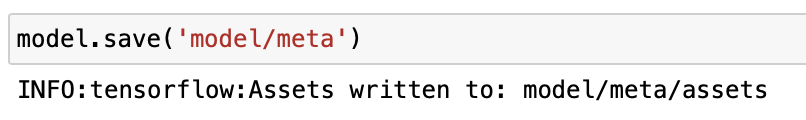 model.save('model/meta')
INFO:tensorflow:Assets written to: model/meta/assets